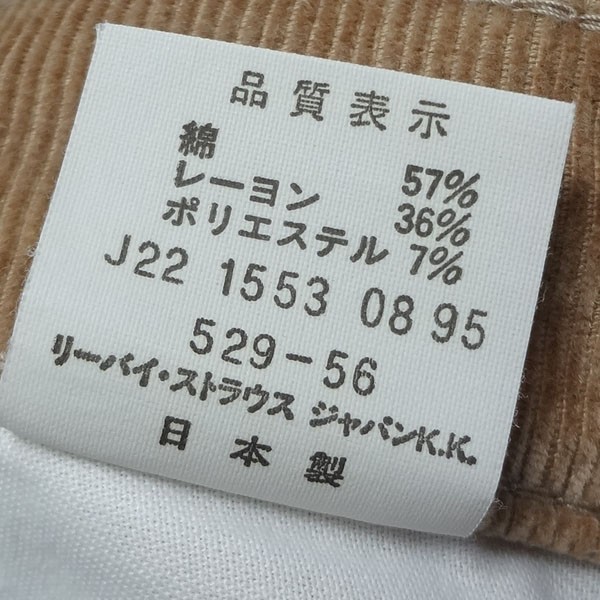 品質表示
綿 57%
レーヨン 36%
ポリエステル 7%
J22 1553 08 95
529-56
リーバイ・ストラウス ジャパンK.K.
日本製